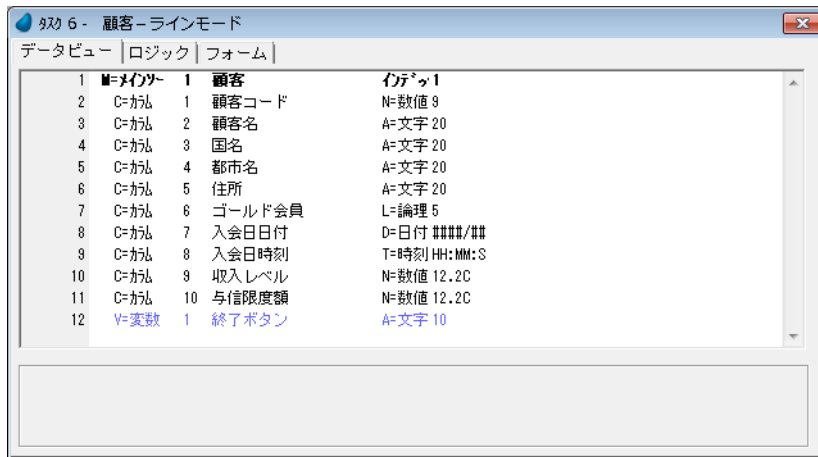 ﾀｽｸ 6 - 顧客－ラインモード
データビュー ロジック フォーム
1 M=ﾒｲﾝｿｰ 1 顧客 ｲﾝﾃﾞｯ 1
2 C=ｶﾗﾑ 1 顧客コード N=数値 9
3 C=ｶﾗﾑ 2 顧客名 A=文字 20
4 C=ｶﾗﾑ 3 国名 A=文字 20
5 C=ｶﾗﾑ 4 都市名 A=文字 20
6 C=ｶﾗﾑ 5 住所 A=文字 20
7 C=ｶﾗﾑ 6 ゴールド会員 L=論理 5
8 C=ｶﾗﾑ 7 入会日日付 D=日付 ####/##
9 C=ｶﾗﾑ 8 入会日時刻 T=時刻 HH:MM:S
10 C=ｶﾗﾑ 9 収入レベル N=数値 12.2C
11 C=ｶﾗﾑ 10 与信限度額 N=数値 12.2C
12 V=変数 1 終了ボタン A=文字 10